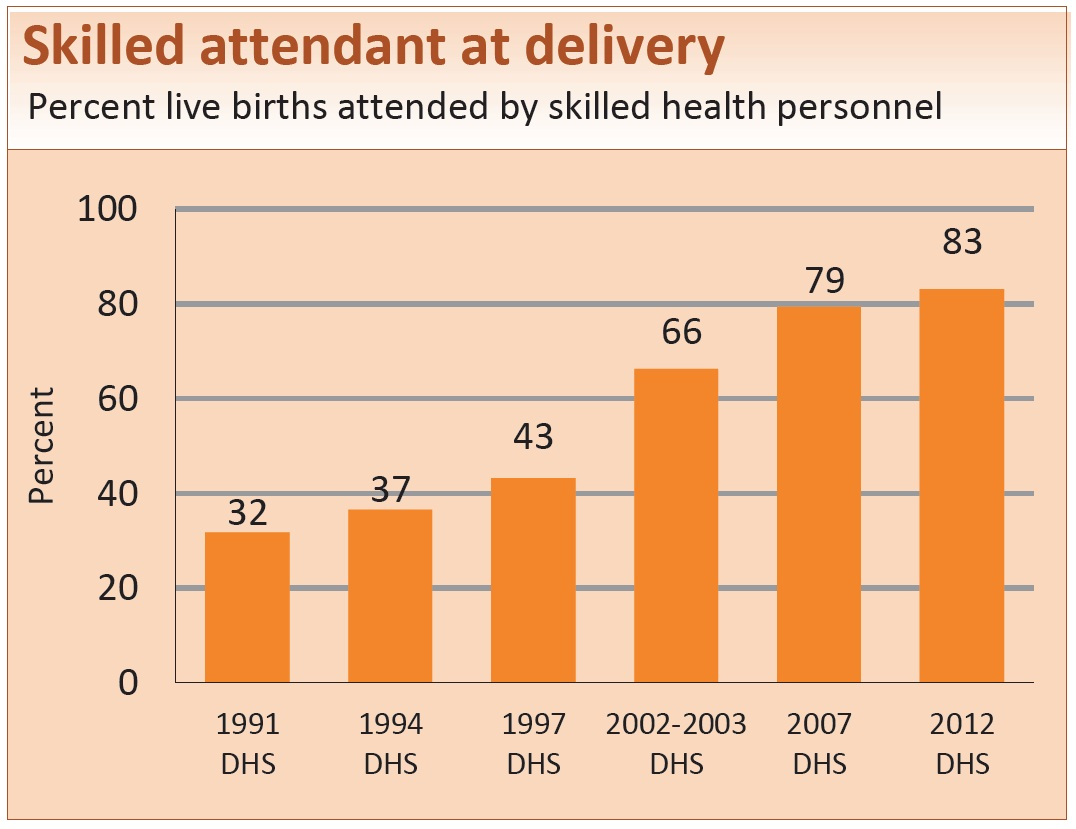 Skilled attendant at delivery
Percent live births attended by skilled health personnel
100
80
60
40
20
0
Percent
32
37
43
66
79
83
1991
DHS
1994
DHS
1997
DHS
2002-2003
DHS
2007
DHS
2012
DHS